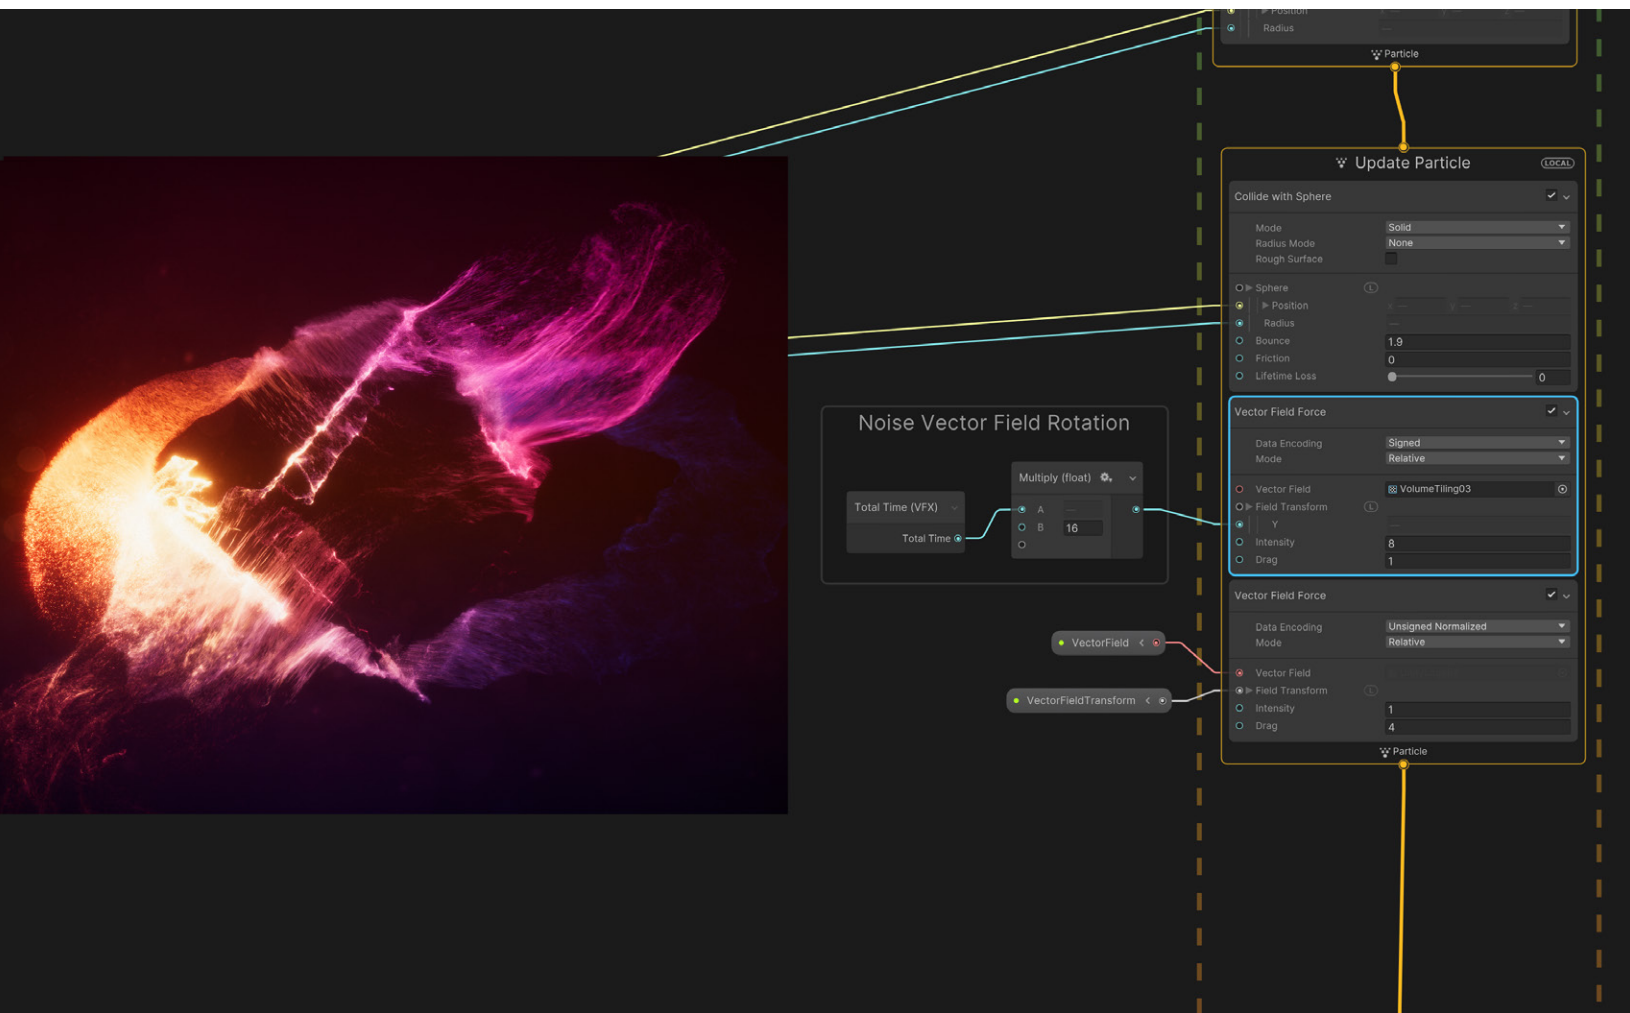 Position
Radius
Particle
Update Particle
LOCAL
Collide with Sphere
Mode Solid
Radius Mode None
Rough Surface
Sphere L
Position
Radius
Bounce 1.9
Friction 0
Lifetime Loss 0
Vector Field Force
Data Encoding Signed
Mode Relative
Vector Field VolumeTiling03
Field Transform L
Y
Intensity 8
Drag 1
Noise Vector Field Rotation
Multiply (float)
Total Time (VFX)
A
Total Time
B 16
Vector Field Force
Data Encoding Unsigned Normalized
Mode Relative
VectorField
Vector Field
VectorFieldTransform
Field Transform L
Intensity 1
Drag 4
Particle